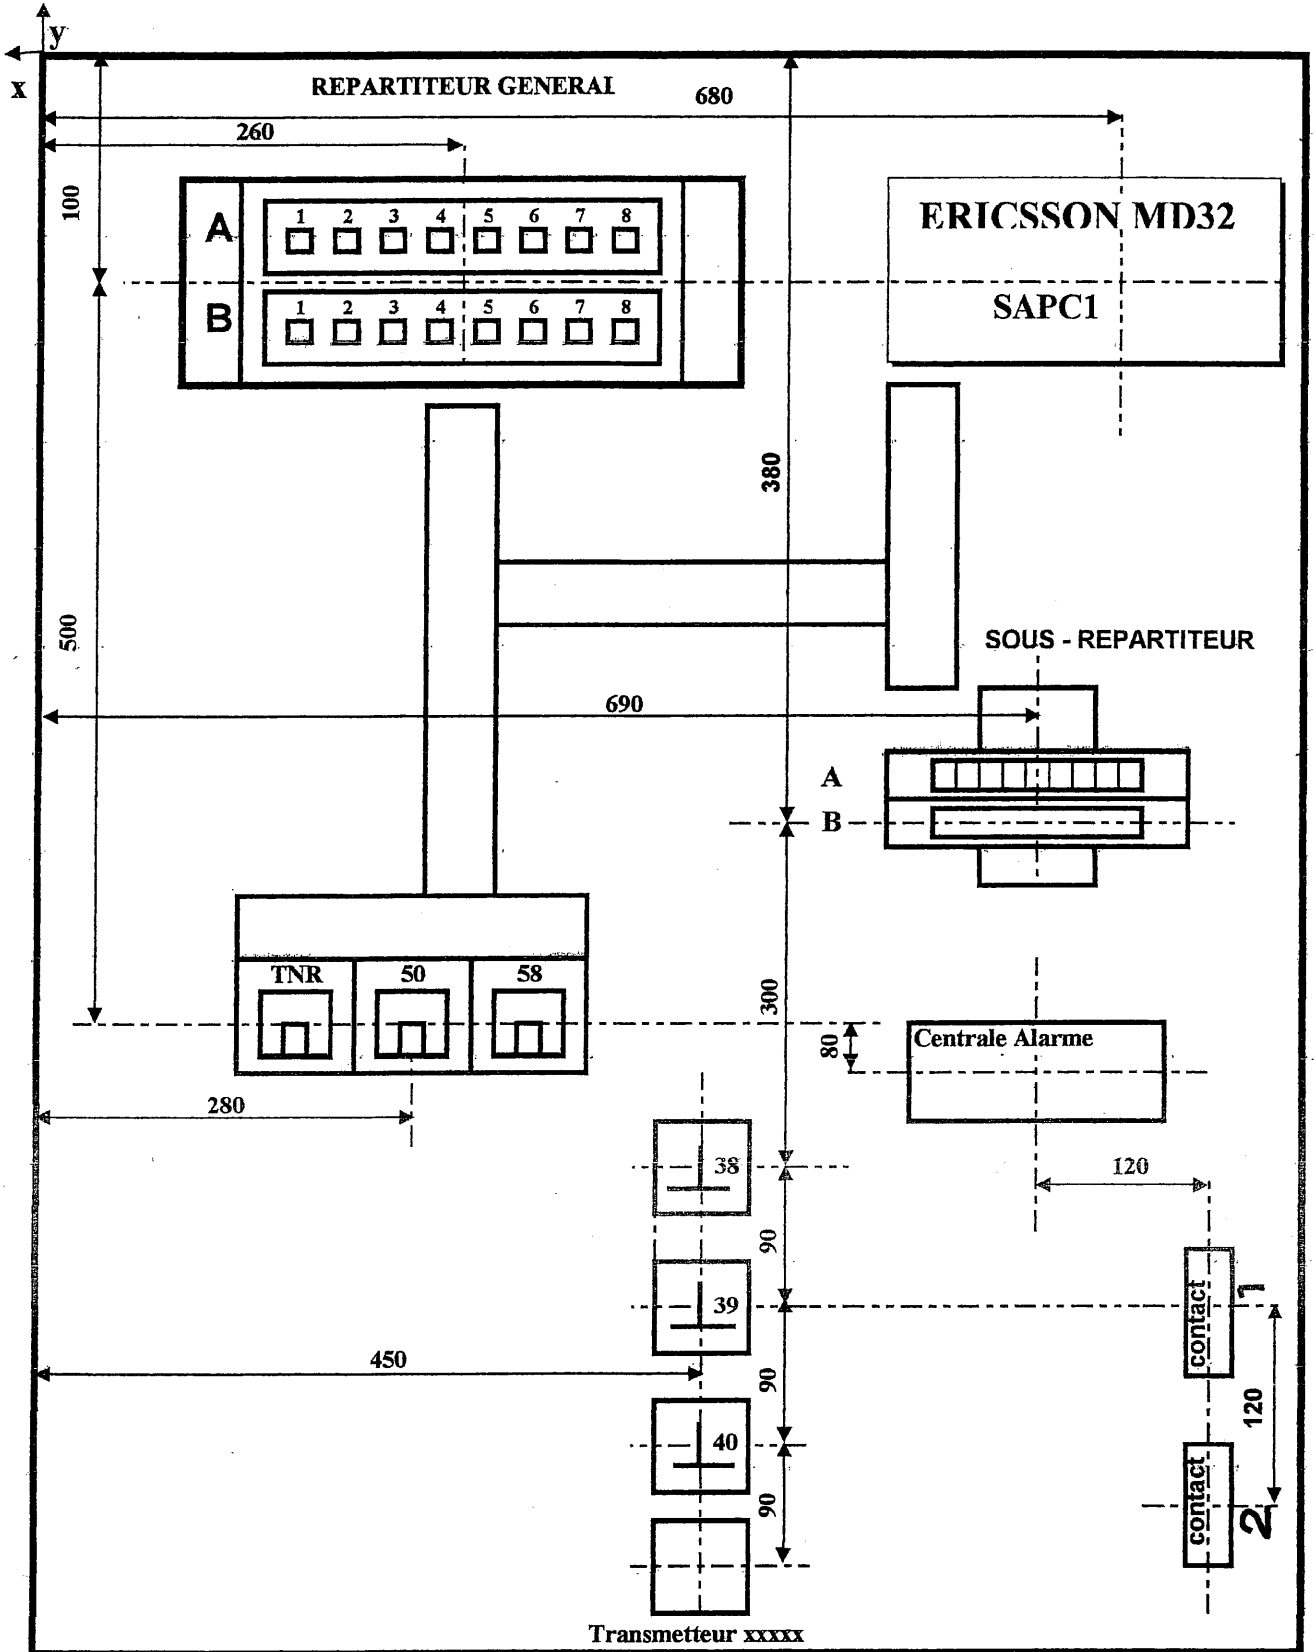 y
x
REPARTITEUR GENERAL
680
260
100
A
1 2 3 4 5 6 7 8
ERICSSON MD32
B
1 2 3 4 5 6 7 8
SAPC1
380
500
SOUS - REPARTITEUR
690
A
B
TNR 50 58
300
80
Centrale Alarme
280
38
120
90
39
contact 1
450
90
120
40
90
contact 2
Transmetteur xxxxx